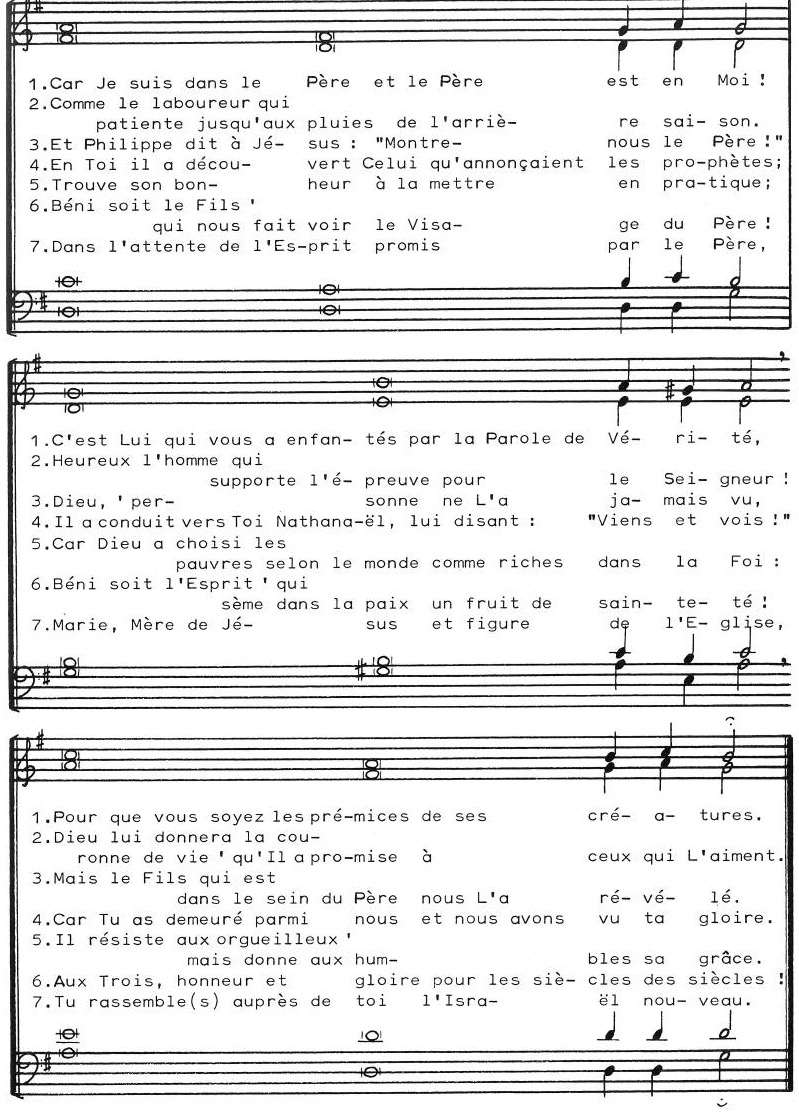 1.Car Je suis dans le Père et le Père est en Moi !
2.Comme le laboureur qui
patiente jusqu'aux pluies de l'arriè- re sai- son.
3.Et Philippe dit à Jé- sus : "Montre- nous le Père !"
4.En Toi il a décou- vert Celui qu'annonçaient les pro-phètes;
5.Trouve son bon- heur à la mettre en pra-tique;
6.Béni soit le Fils '
qui nous fait voir le Visa- ge du Père !
7.Dans l'attente de l'Es-prit promis par le Père,
1.C'est Lui qui vous a enfan- tés par la Parole de Vé- ri- té,
2.Heureux l'homme qui
supporte l'é- preuve pour le Sei- gneur !
3.Dieu, ' per- sonne ne L'a ja- mais vu,
4.Il a conduit vers Toi Nathana-ël, lui disant : "Viens et vois !"
5.Car Dieu a choisi les
pauvres selon le monde comme riches dans la Foi :
6.Béni soit l'Esprit ' qui
sème dans la paix un fruit de sain- te- té !
7.Marie, Mère de Jé- sus et figure de l'E- glise,
1.Pour que vous soyez les pré-mices de ses cré- a- tures.
2.Dieu lui donnera la cou-
ronne de vie ' qu'Il a pro-mise à ceux qui L'aiment.
3.Mais le Fils qui est
dans le sein du Père nous L'a ré- vé- lé.
4.Car Tu as demeuré parmi nous et nous avons vu ta gloire.
5.Il résiste aux orgueilleux '
mais donne aux hum- bles sa grâce.
6.Aux Trois, honneur et gloire pour les siè- cles des siècles !
7.Tu rassemble(s) auprès de toi l'Isra- ël nou- veau.